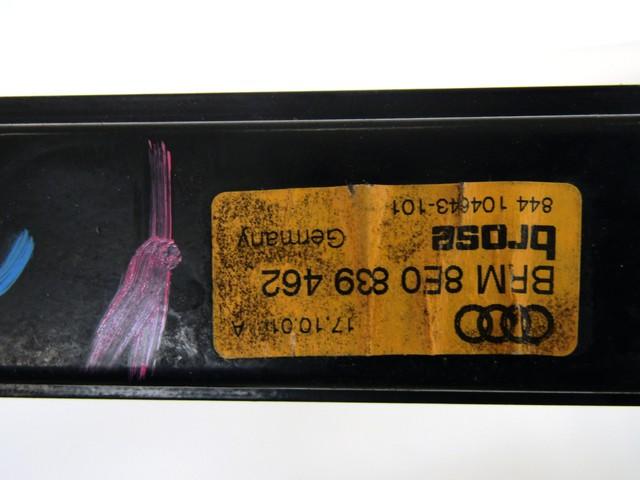 17.10.01 A
BRM 8E0 839 462
brose Germany
844 104643-101